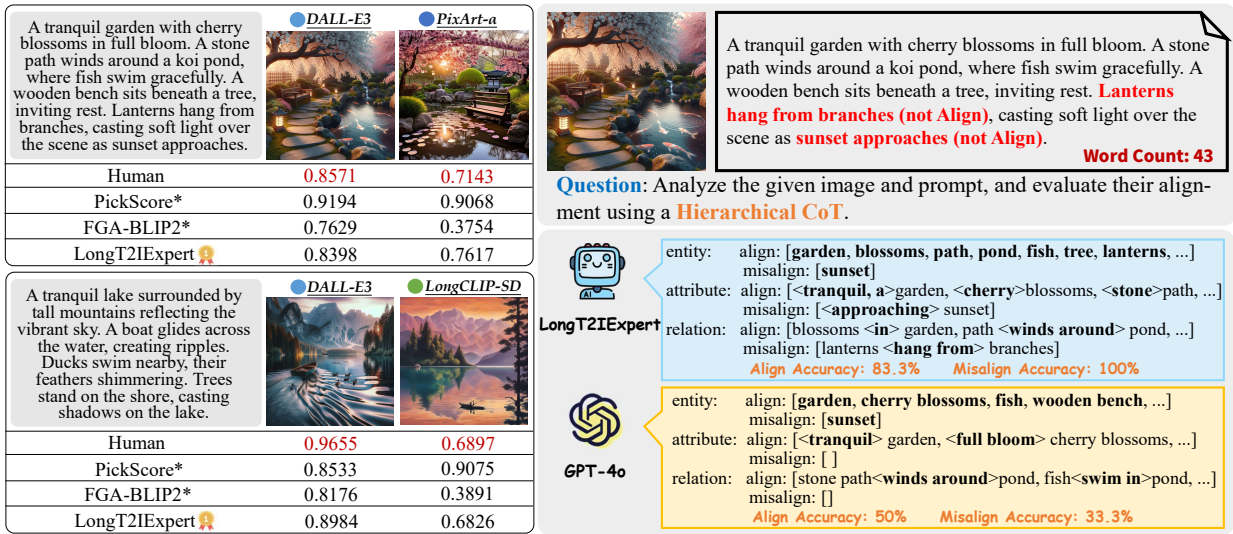 A tranquil garden with cherry
blossoms in full bloom. A stone
path winds around a koi pond,
where fish swim gracefully. A
wooden bench sits beneath a tree,
inviting rest. Lanterns hang from
branches, casting soft light over
the scene as sunset approaches.
DALL-E3 PixArt-a
Human 0.8571 0.7143
PickScore* 0.9194 0.9068
FGA-BLIP2* 0.7629 0.3754
LongT2IExpert 1 0.8398 0.7617
A tranquil lake surrounded by
tall mountains reflecting the
vibrant sky. A boat glides across
the water, creating ripples.
Ducks swim nearby, their
feathers shimmering. Trees
stand on the shore, casting
shadows on the lake.
DALL-E3 LongCLIP-SD
Human 0.9655 0.6897
PickScore* 0.8533 0.9075
FGA-BLIP2* 0.8176 0.3891
LongT2IExpert 1 0.8984 0.6826
A tranquil garden with cherry blossoms in full bloom. A stone
path winds around a koi pond, where fish swim gracefully. A
wooden bench sits beneath a tree, inviting rest. Lanterns
hang from branches (not Align), casting soft light over the
scene as sunset approaches (not Align).
Word Count: 43
Question: Analyze the given image and prompt, and evaluate their align-
ment using a Hierarchical CoT.
AI
LongT2IExpert
entity: align: [garden, blossoms, path, pond, fish, tree, lanterns, ...]
misalign: [sunset]
attribute: align: [<tranquil, a>garden, <cherry>blossoms, <stone>path, ...]
misalign: [<approaching> sunset]
relation: align: [blossoms <in> garden, path <winds around> pond, ...]
misalign: [lanterns <hang from> branches]
Align Accuracy: 83.3% Misalign Accuracy: 100%
GPT-4o
entity: align: [garden, cherry blossoms, fish, wooden bench, ...]
misalign: [sunset]
attribute: align: [<tranquil> garden, <full bloom> cherry blossoms, ...]
misalign: [ ]
relation: align: [stone path<winds around>pond, fish<swim in>pond, ...]
misalign: []
Align Accuracy: 50% Misalign Accuracy: 33.3%